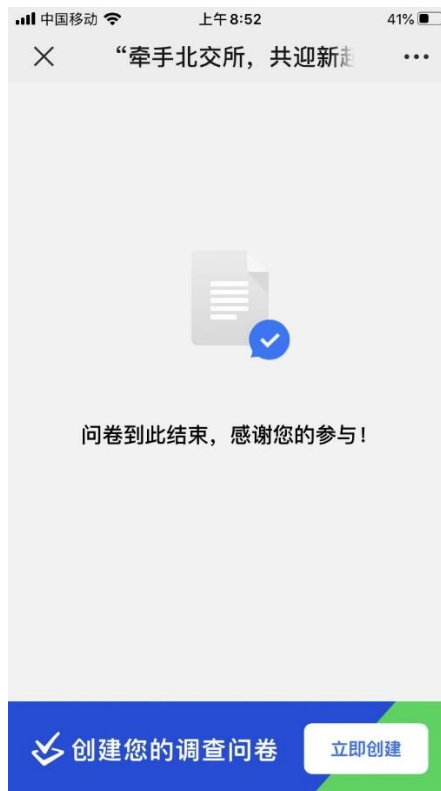 中国移动 上午8:52 41%
“牵手北交所，共迎新起
问卷到此结束，感谢您的参与！
创建您的调查问卷 立即创建